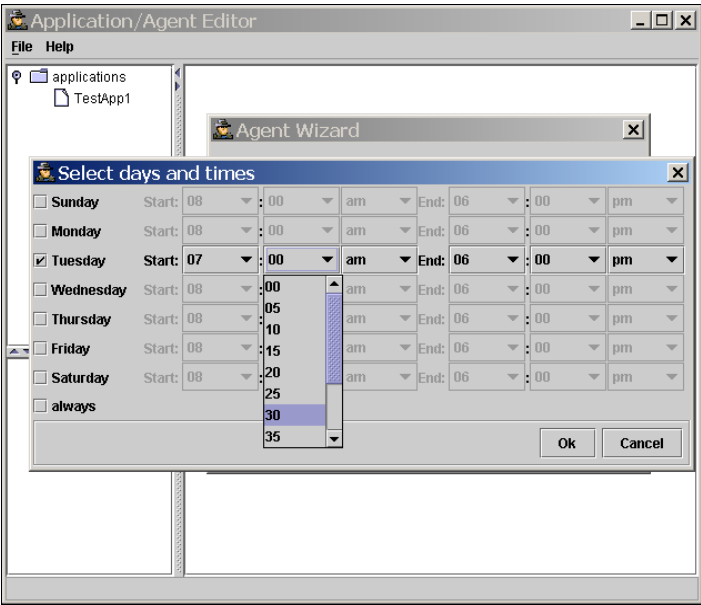 Application/Agent Editor
File Help
applications
TestApp1
Agent Wizard
Select days and times
Sunday Start: 08 : 00 am End: 06 : 00 pm
Monday Start: 08 : 00 am End: 06 : 00 pm
Tuesday Start: 07 : 00 am End: 06 : 00 pm
Wednesday Start: 08 : 00 am End: 06 : 00 pm
Thursday Start: 08 : 05 am End: 06 : 00 pm
10
Friday Start: 08 : 15 am End: 06 : 00 pm
Saturday Start: 08 : 20 am End: 06 : 00 pm
25
always
30
35
Ok Cancel